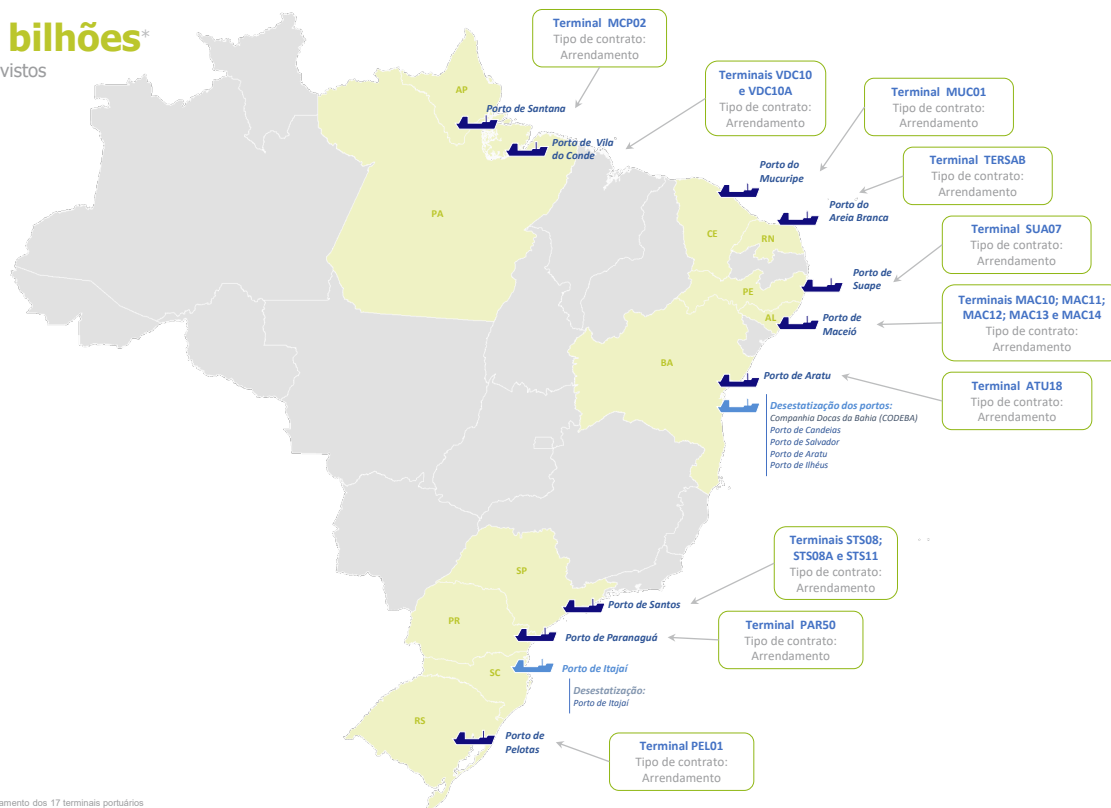 bilhões*
vistos
Terminal MCP02
Tipo de contrato:
Arrendamento
Terminais VDC10
e VDC10A
Tipo de contrato:
Arrendamento
Terminal MUC01
Tipo de contrato:
Arrendamento
AP
Porto de Santana
Porto de Vila
do Conde
Porto do
Mucuripe
Terminal TERSAB
Tipo de contrato:
Arrendamento
PA
Porto do
Areia Branca
CE
RN
Terminal SUA07
Tipo de contrato:
Arrendamento
Porto de
Suape
PE
Terminais MAC10; MAC11;
MAC12; MAC13 e MAC14
Tipo de contrato:
Arrendamento
AL
Porto de
Maceió
BA
Porto de Aratu
Terminal ATU18
Tipo de contrato:
Arrendamento
Desestatização dos portos:
Companhia Docas da Bahia (CODEBA)
Porto de Candeias
Porto de Salvador
Porto de Aratu
Porto de Ilhéus
Terminais STS08;
STS08A e STS11
Tipo de contrato:
Arrendamento
SP
Porto de Santos
PR
Porto de Paranaguá
Terminal PAR50
Tipo de contrato:
Arrendamento
SC
Porto de Itajaí
Desestatização:
Porto de Itajaí
RS
Porto de
Pelotas
Terminal PEL01
Tipo de contrato:
Arrendamento
amento dos 17 terminais portuários